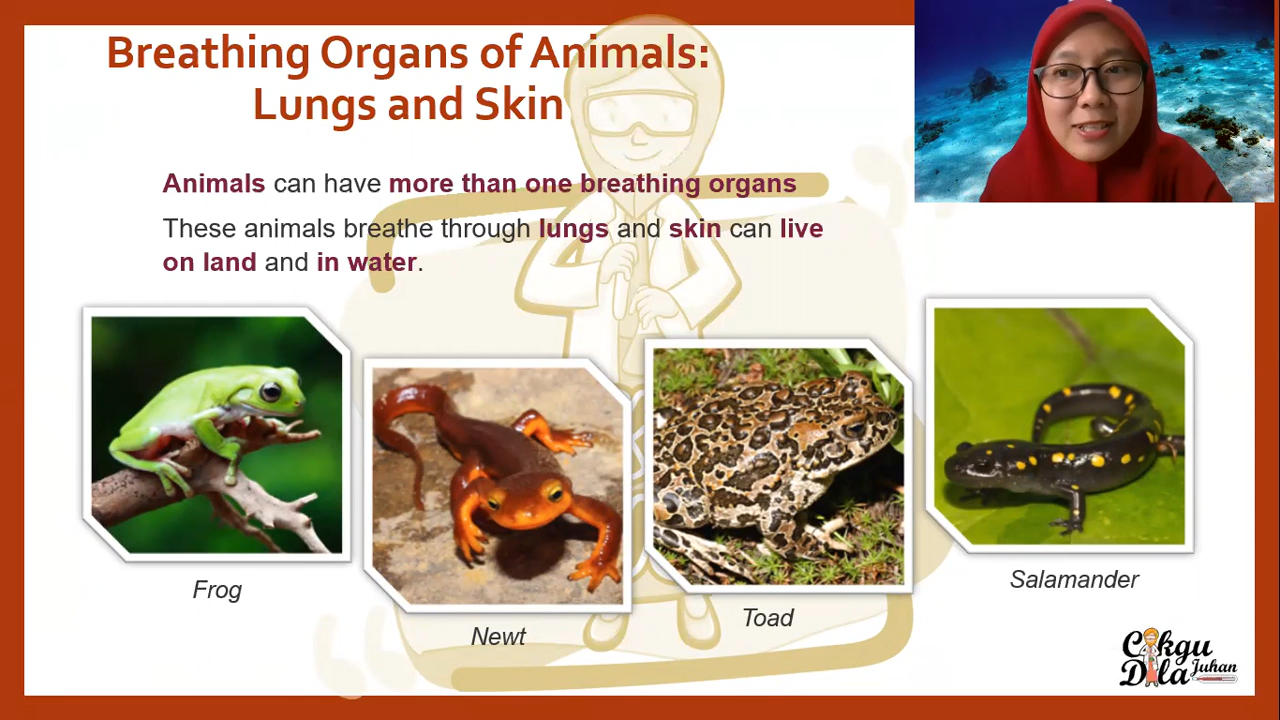 Breathing Organs of Animals:
Lungs and Skin
Animals can have more than one breathing organs
These animals breathe through lungs and skin can live
on land and in water.
Frog
Newt
Toad
Salamander
Cikgu
Dila Juhan